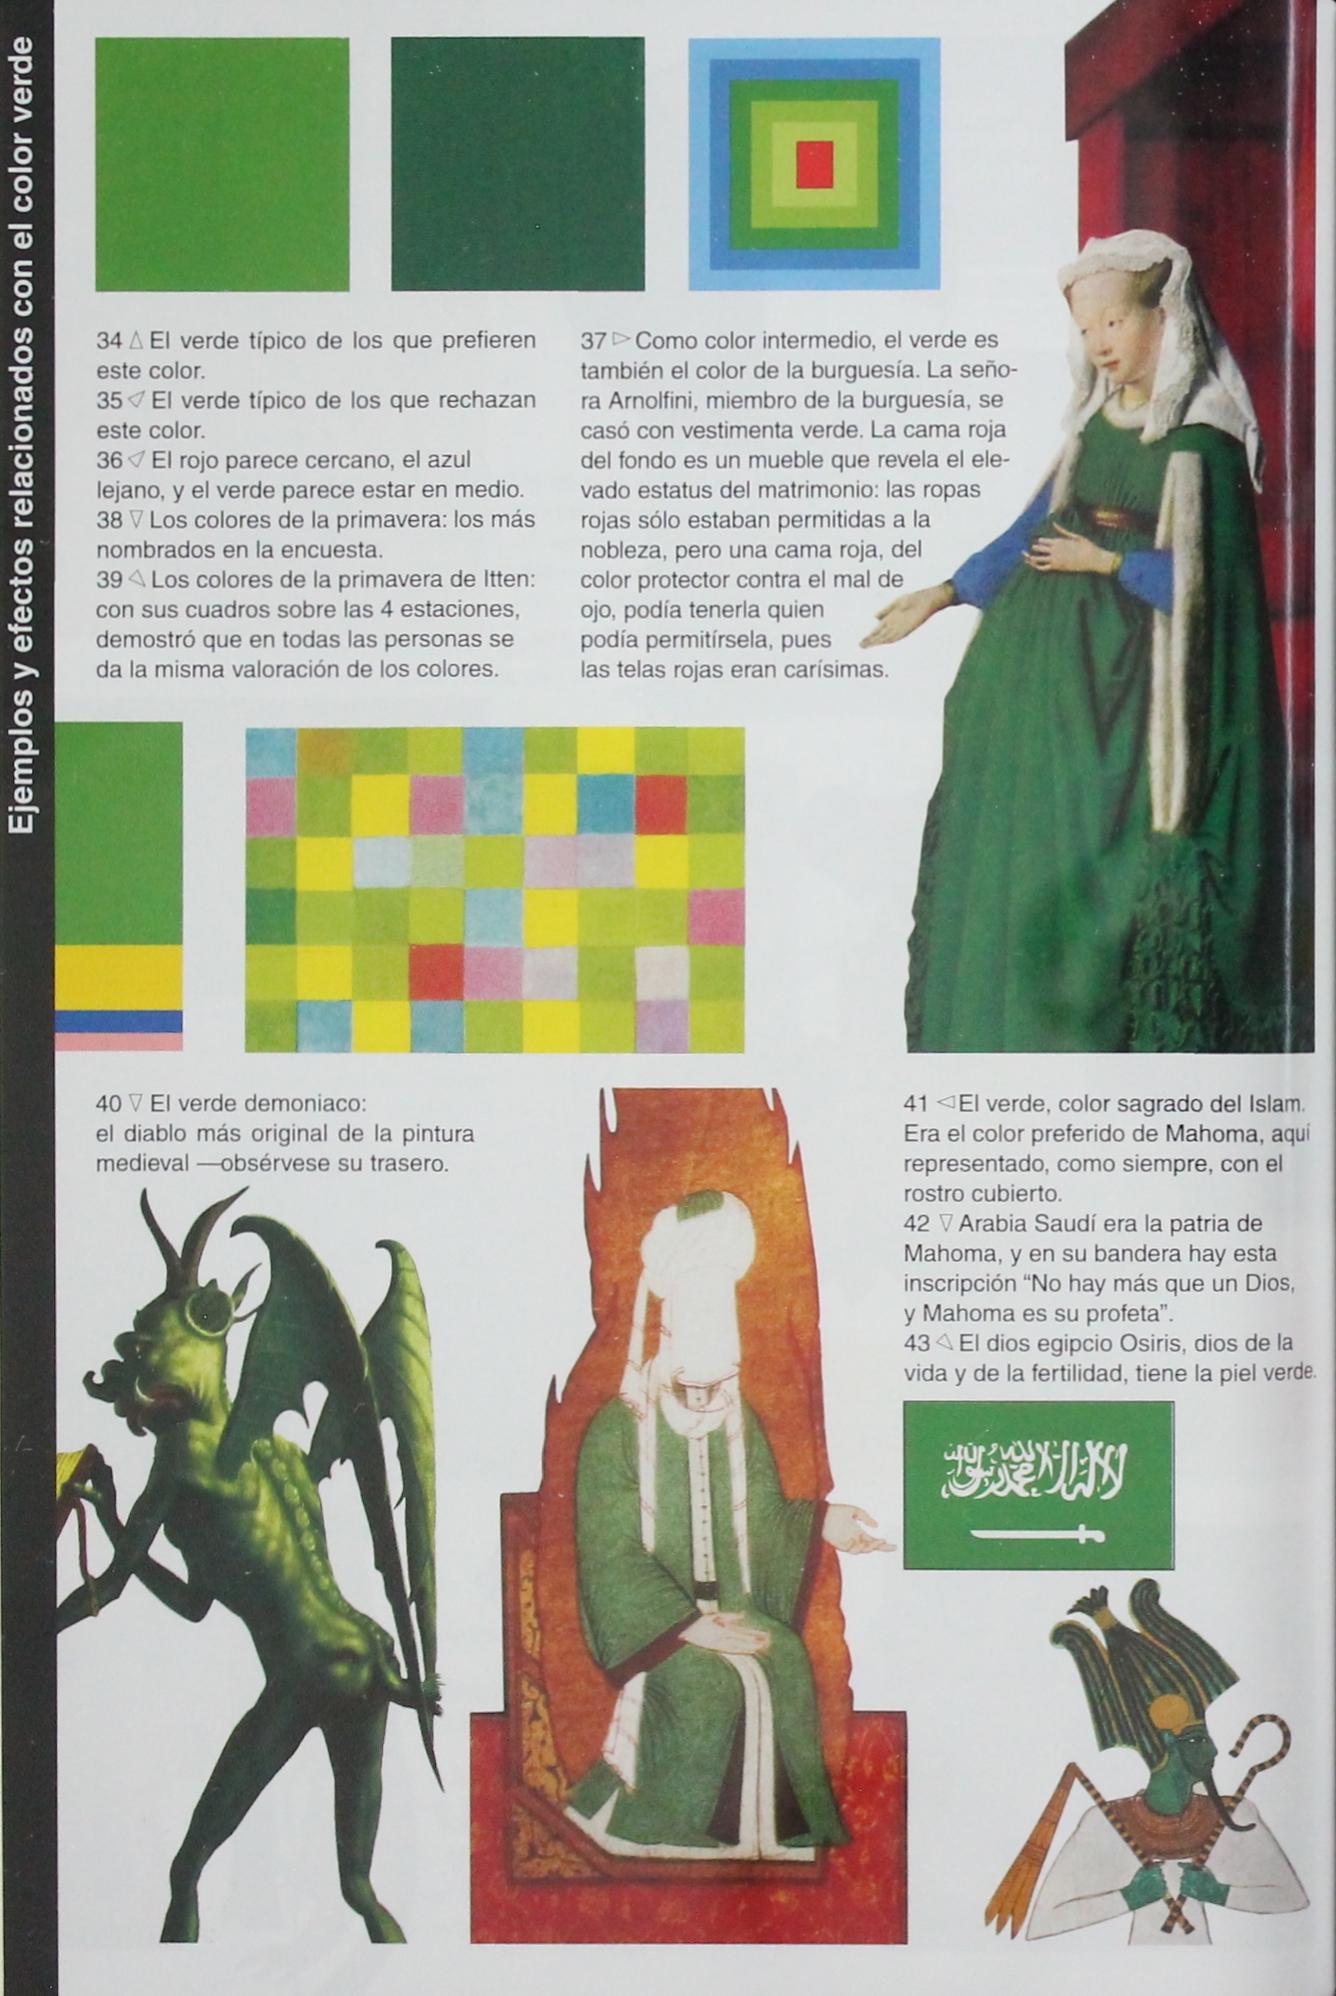 Ejemplos y efectos relacionados con el color verde
34 △ El verde típico de los que prefieren
este color.
35 ◁ El verde típico de los que rechazan
este color.
36 ◁ El rojo parece cercano, el azul
lejano, y el verde parece estar en medio.
38 ▽ Los colores de la primavera: los más
nombrados en la encuesta.
39 ◁ Los colores de la primavera de Itten:
con sus cuadros sobre las 4 estaciones,
demostró que en todas las personas se
da la misma valoración de los colores.
37 ▷ Como color intermedio, el verde es
también el color de la burguesía. La seño-
ra Arnolfini, miembro de la burguesía, se
casó con vestimenta verde. La cama roja
del fondo es un mueble que revela el ele-
vado estatus del matrimonio: las ropas
rojas sólo estaban permitidas a la
nobleza, pero una cama roja, del
color protector contra el mal de
ojo, podía tenerla quien
podía permitírsela, pues
las telas rojas eran carísimas.
40 ▽ El verde demoniaco:
el diablo más original de la pintura
medieval —obsérvese su trasero.
41 ◁ El verde, color sagrado del Islam.
Era el color preferido de Mahoma, aquí
representado, como siempre, con el
rostro cubierto.
42 ▽ Arabia Saudí era la patria de
Mahoma, y en su bandera hay esta
inscripción “No hay más que un Dios,
y Mahoma es su profeta”.
43 ◁ El dios egipcio Osiris, dios de la
vida y de la fertilidad, tiene la piel verde.
لا إله إلا الله محمد رسول الله